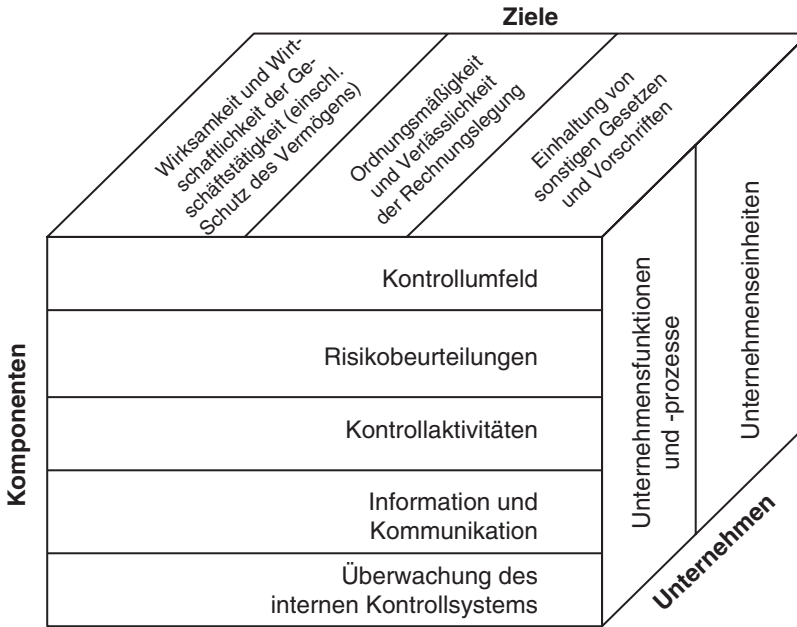 Ziele
Wirksamkeit und Wirt-
schaftlichkeit der Ge-
schäftstätigkeit (einschl.
Schutz des Vermögens)
Ordnungsmäßigkeit
und Verlässlichkeit
der Rechnungslegung
Einhaltung von
sonstigen Gesetzen
und Vorschriften
Komponenten
Kontrollumfeld
Risikobeurteilungen
Kontrollaktivitäten
Information und
Kommunikation
Überwachung des
internen Kontrollsystems
Unternehmensfunktionen
und -prozesse
Unternehmenseinheiten
Unternehmen